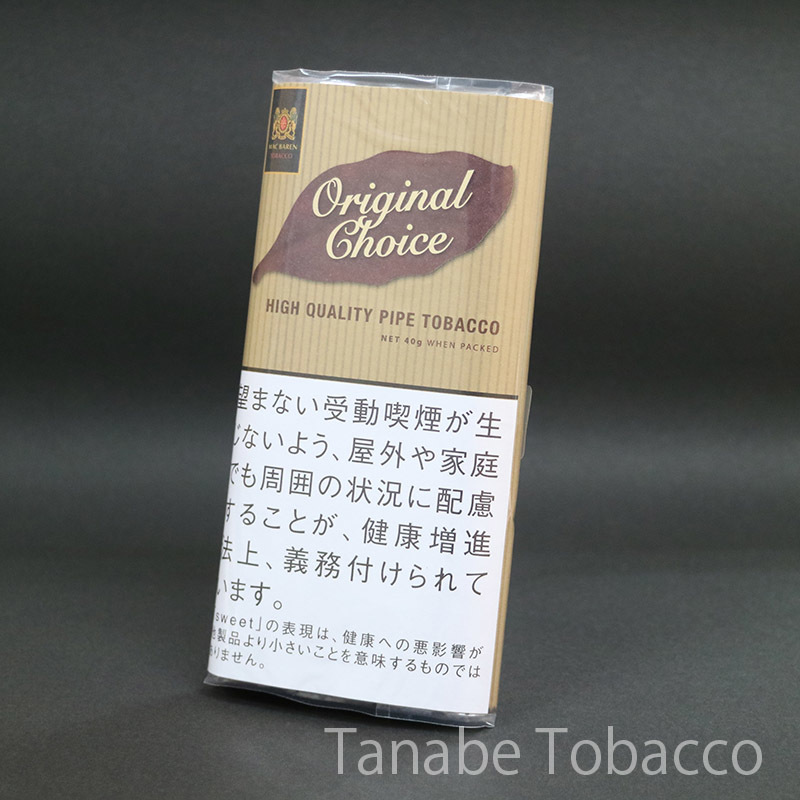 MAC BAREN
TOBACCO
Original
Choice
HIGH QUALITY PIPE TOBACCO
NET 40g WHEN PACKED
望まない受動喫煙が生
じないよう、屋外や家庭
でも周囲の状況に配慮
することが、健康増進
法上、義務付けられて
います。
sweet」の表現は、健康への悪影響が
他製品より小さいことを意味するものでは
ありません。
Tanabe Tobacco